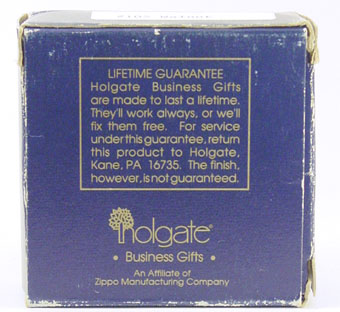 LIFETIME GUARANTEE
Holgate Business Gifts
are made to last a lifetime.
They'll work always, or we'll
fix them free. For service
under this guarantee, return
this product to Holgate,
Kane, PA 16735. The finish,
however, is not guaranteed.
holgate®
• Business Gifts •
An Affiliate of
Zippo Manufacturing Company